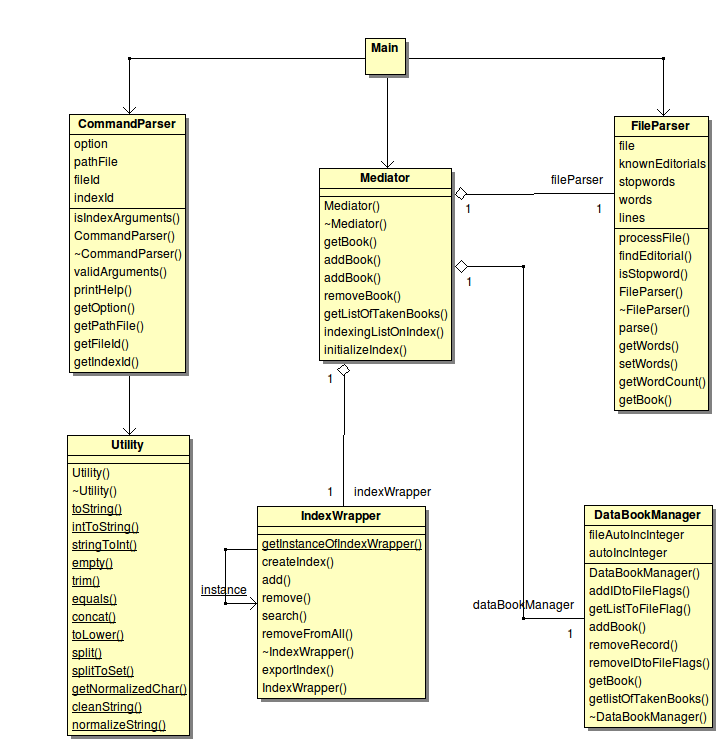 Main
CommandParser
option
pathFile
fileId
indexId
isIndexArguments()
CommandParser()
~CommandParser()
validArguments()
printHelp()
getOption()
getPathFile()
getFileId()
getIndexId()
Mediator
Mediator()
~Mediator()
getBook()
addBook()
addBook()
removeBook()
getListOfTakenBooks()
indexingListOnIndex()
initializeIndex()
fileParser
1
1
1
FileParser
file
knownEditorials
stopwords
words
lines
processFile()
findEditorial()
isStopword()
FileParser()
~FileParser()
parse()
getWords()
setWords()
getWordCount()
getBook()
1
1
indexWrapper
Utility
Utility()
~Utility()
toString()
intToString()
stringToInt()
empty()
trim()
equals()
concat()
toLower()
split()
splitToSet()
getNormalizedChar()
cleanString()
normalizeString()
instance
IndexWrapper
getInstanceOfIndexWrapper()
createIndex()
add()
remove()
search()
removeFromAll()
~IndexWrapper()
exportIndex()
IndexWrapper()
dataBookManager
1
DataBookManager
fileAutoIncInteger
autoIncInteger
DataBookManager()
addIDtoFileFlags()
getListToFileFlag()
addBook()
removeRecord()
removeIDtoFileFlags()
getBook()
getlistOfTakenBooks()
~DataBookManager()